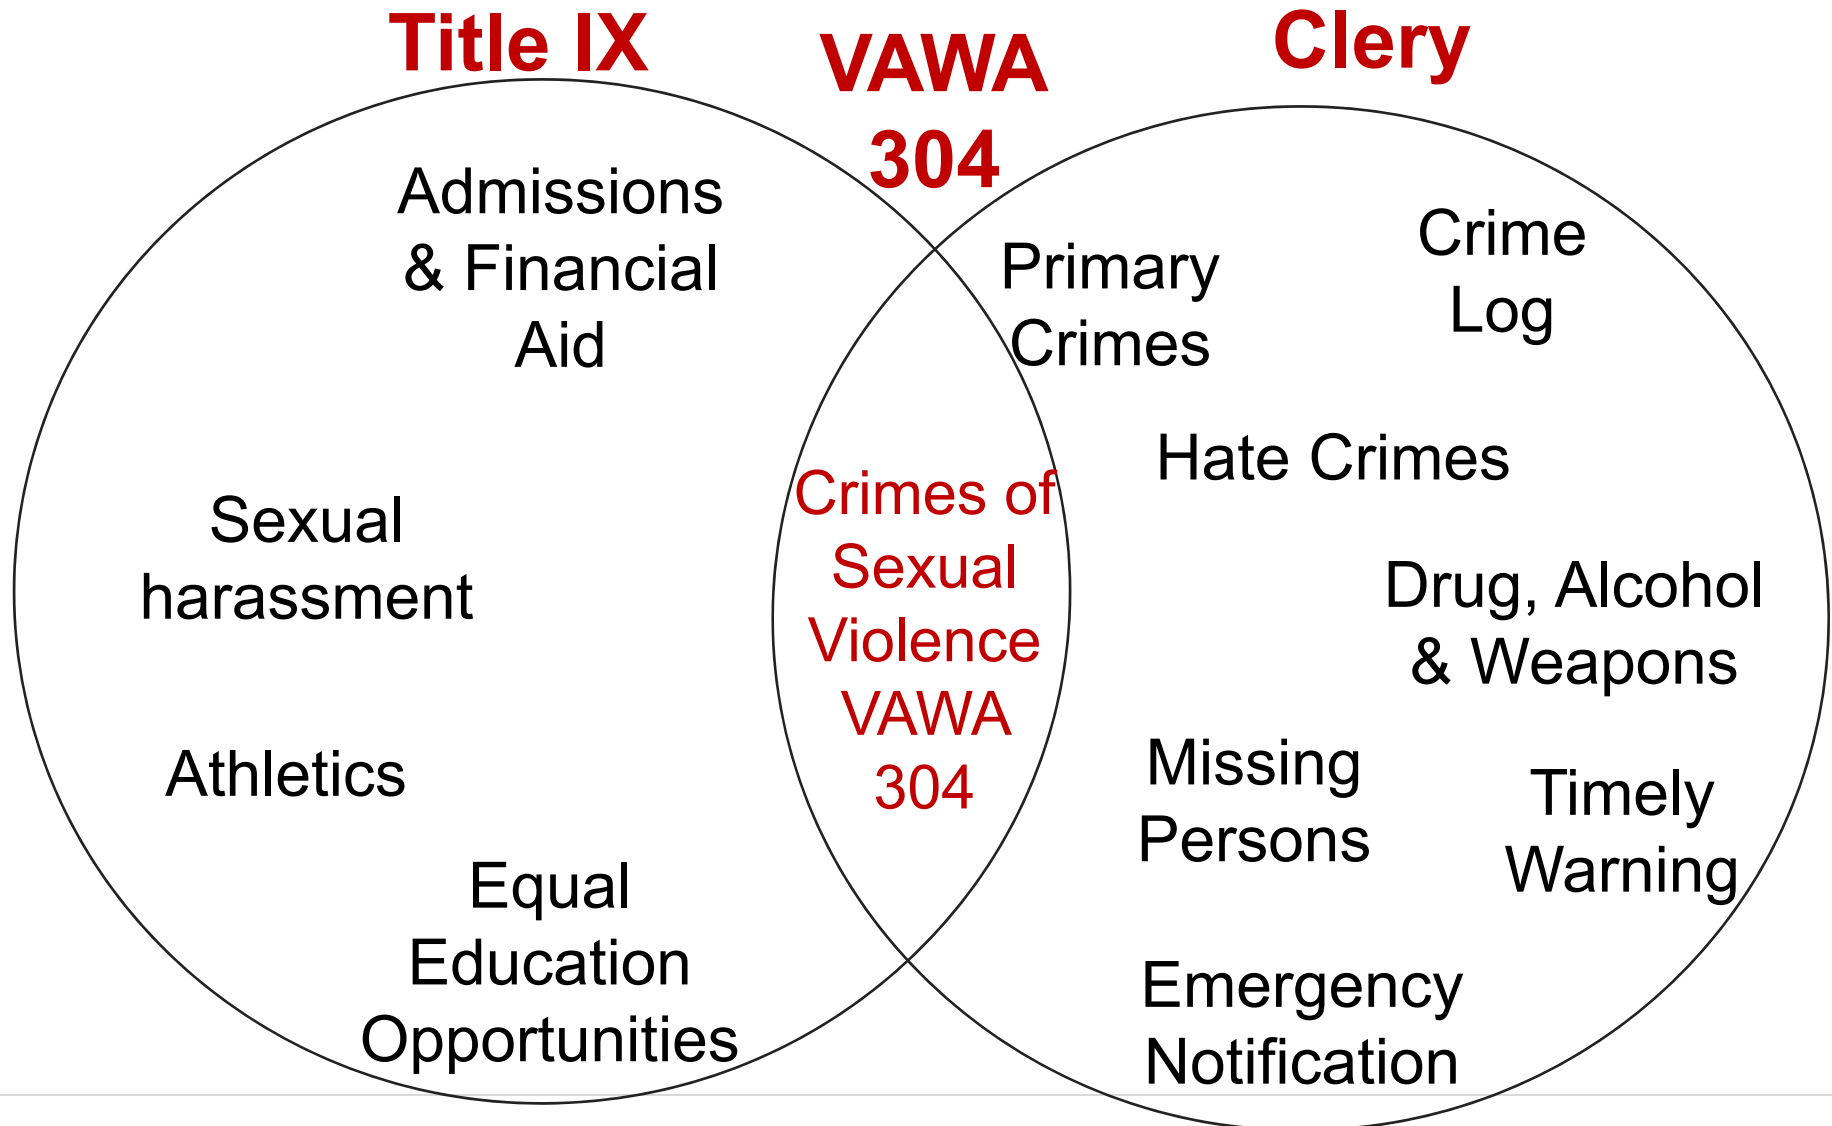 Title IX
VAWA
304
Clery
Admissions
& Financial
Aid
Sexual
harassment
Athletics
Equal
Education
Opportunities
Crimes of
Sexual
Violence
VAWA
304
Primary
Crimes
Crime
Log
Hate Crimes
Drug, Alcohol
& Weapons
Missing
Persons
Timely
Warning
Emergency
Notification